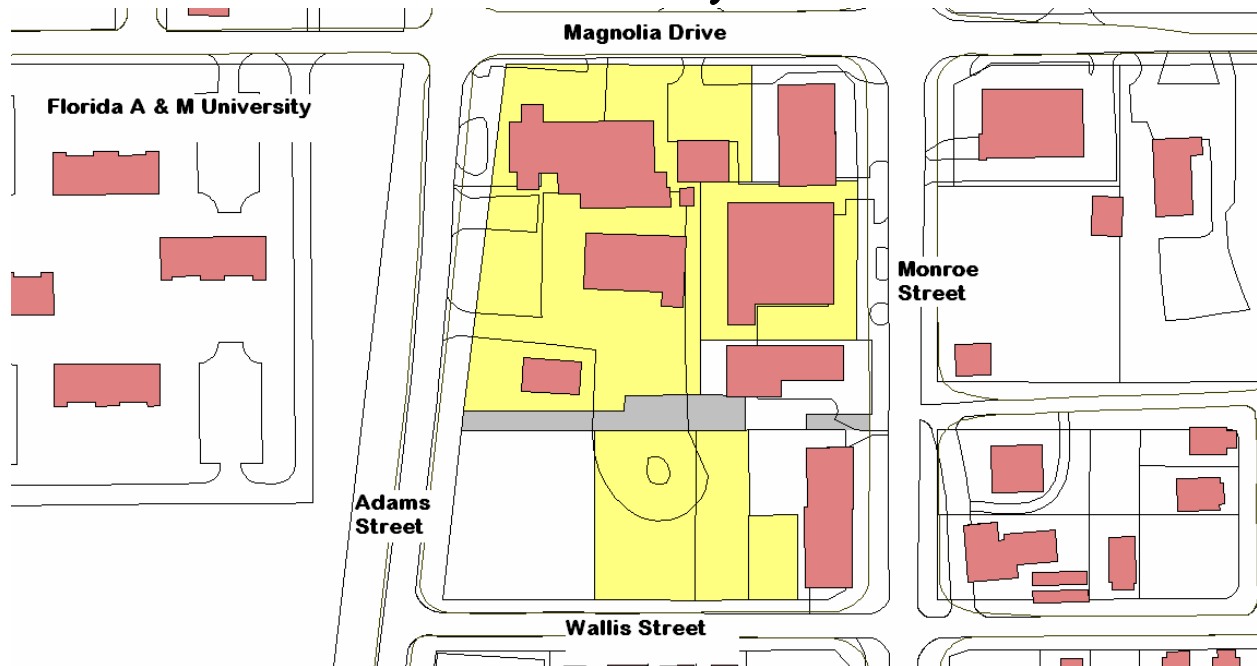 Magnolia Drive
Florida A & M University
Monroe
Street
Adams
Street
Wallis Street